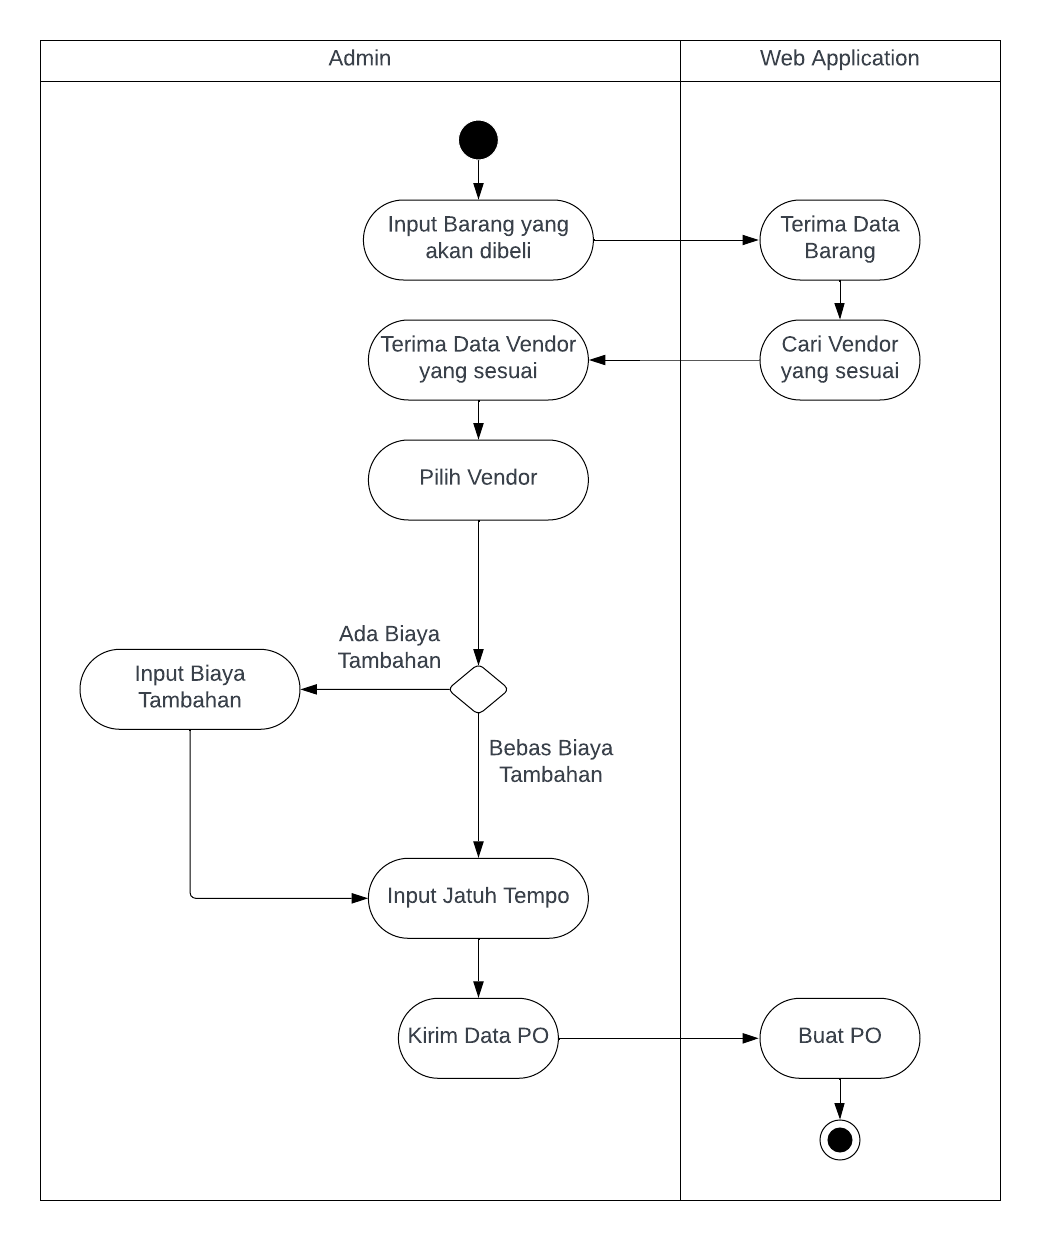 Admin
Web Application
Input Barang yang
akan dibeli
Terima Data
Barang
Terima Data Vendor
yang sesuai
Cari Vendor
yang sesuai
Pilih Vendor
Ada Biaya
Tambahan
Input Biaya
Tambahan
Bebas Biaya
Tambahan
Input Jatuh Tempo
Kirim Data PO
Buat PO